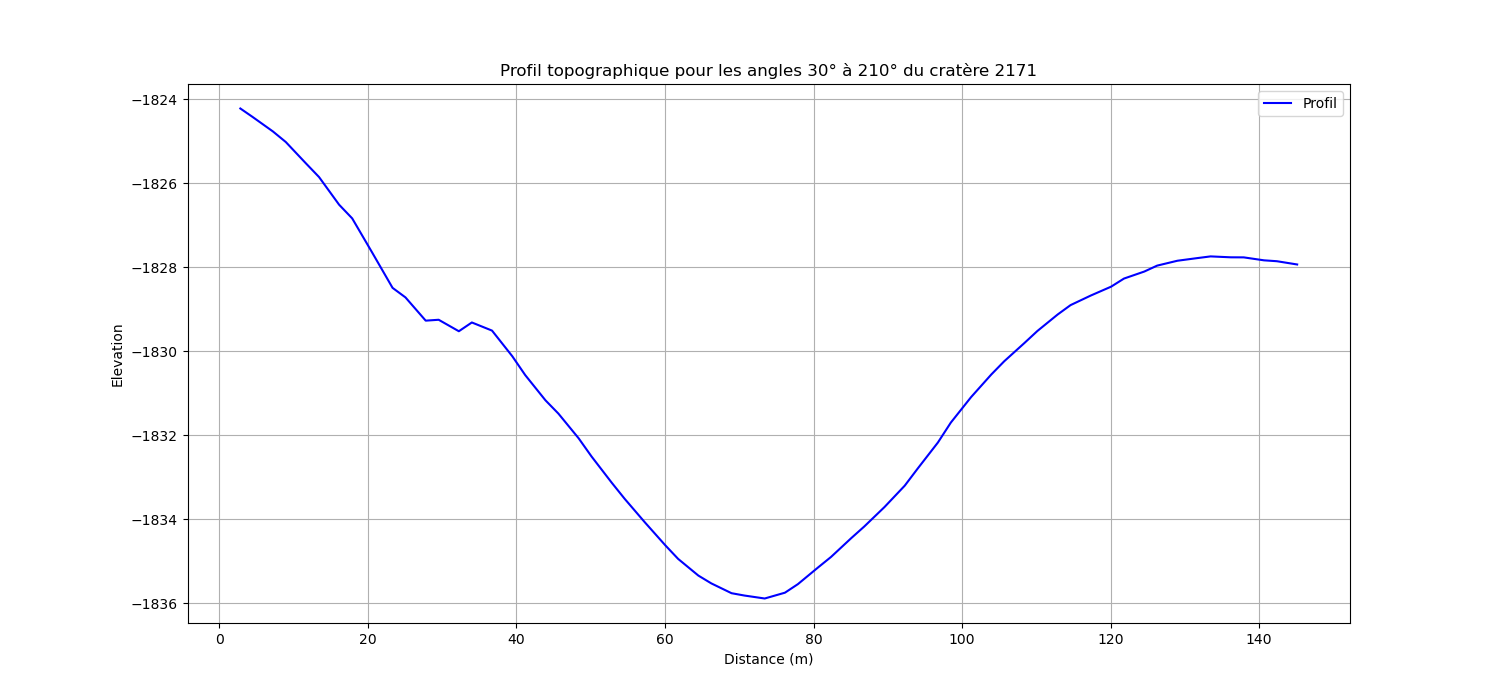 Profil topographique pour les angles 30° à 210° du cratère 2171
Profil
−1824
−1826
−1828
−1830
−1832
−1834
−1836
Elevation
0 20 40 60 80 100 120 140
Distance (m)